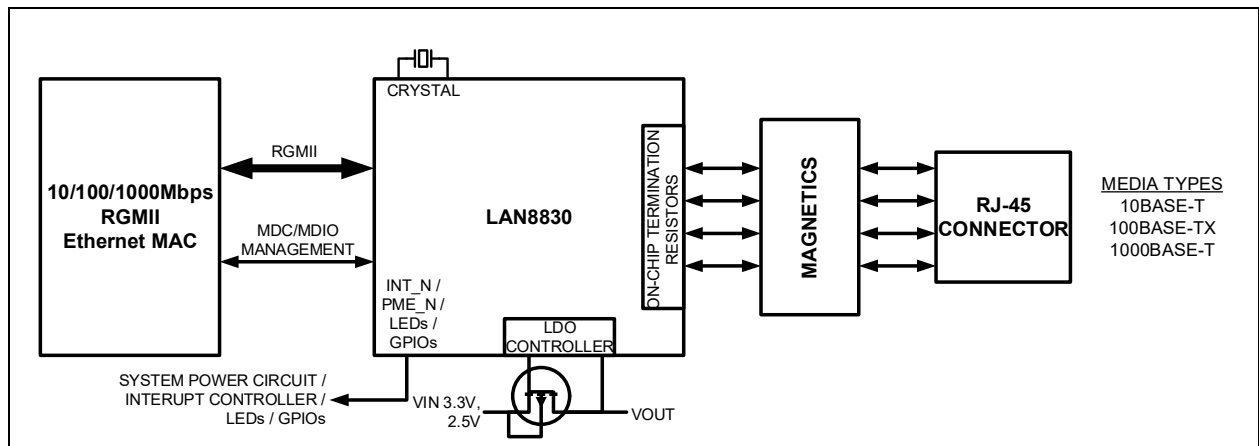 CRYSTAL
10/100/1000Mbps
RGMII
Ethernet MAC
RGMII
MDC/MDIO
MANAGEMENT
LAN8830
INT_N /
PME_N /
LEDs /
GPIOs
LDO
CONTROLLER
ON-CHIP TERMINATION
RESISTORS
MAGNETICS
RJ-45
CONNECTOR
MEDIA TYPES
10BASE-T
100BASE-TX
1000BASE-T
SYSTEM POWER CIRCUIT /
INTERUPT CONTROLLER /
LEDs / GPIOs
VIN 3.3V,
2.5V
VOUT